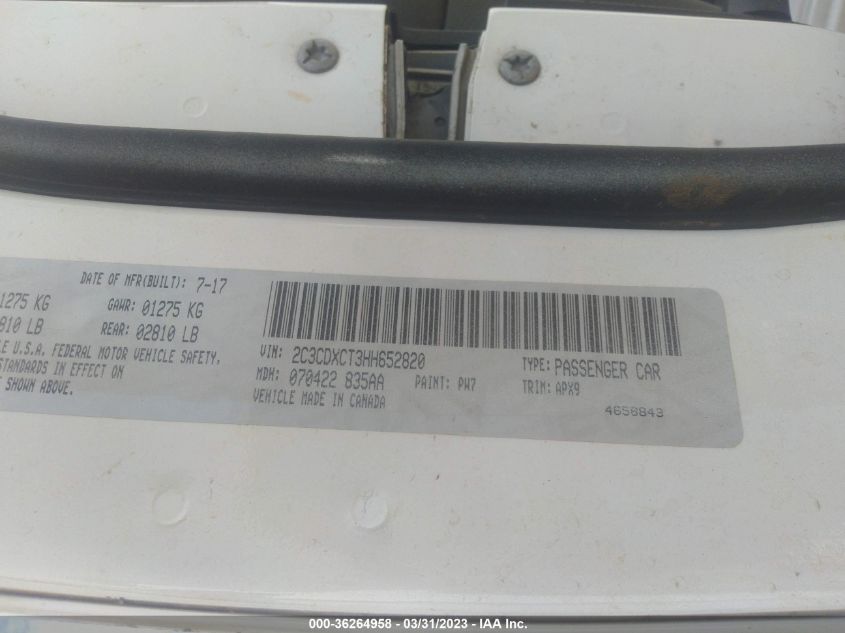 DATE OF MFR(BUILT): 7-17
1275 KG GAWR: 01275 KG
810 LB REAR: 02810 LB
LE U.S.A. FEDERAL MOTOR VEHICLE SAFETY,
STANDARDS IN EFFECT ON
SHOWN ABOVE.
VIN: 2C3CDXCT3HH652820 TYPE: PASSENGER CAR
MDH: 070422 835AA PAINT: PW7 TRIM: APX9
VEHICLE MADE IN CANADA
4656843
000-36264958 - 03/31/2023 - IAA Inc.